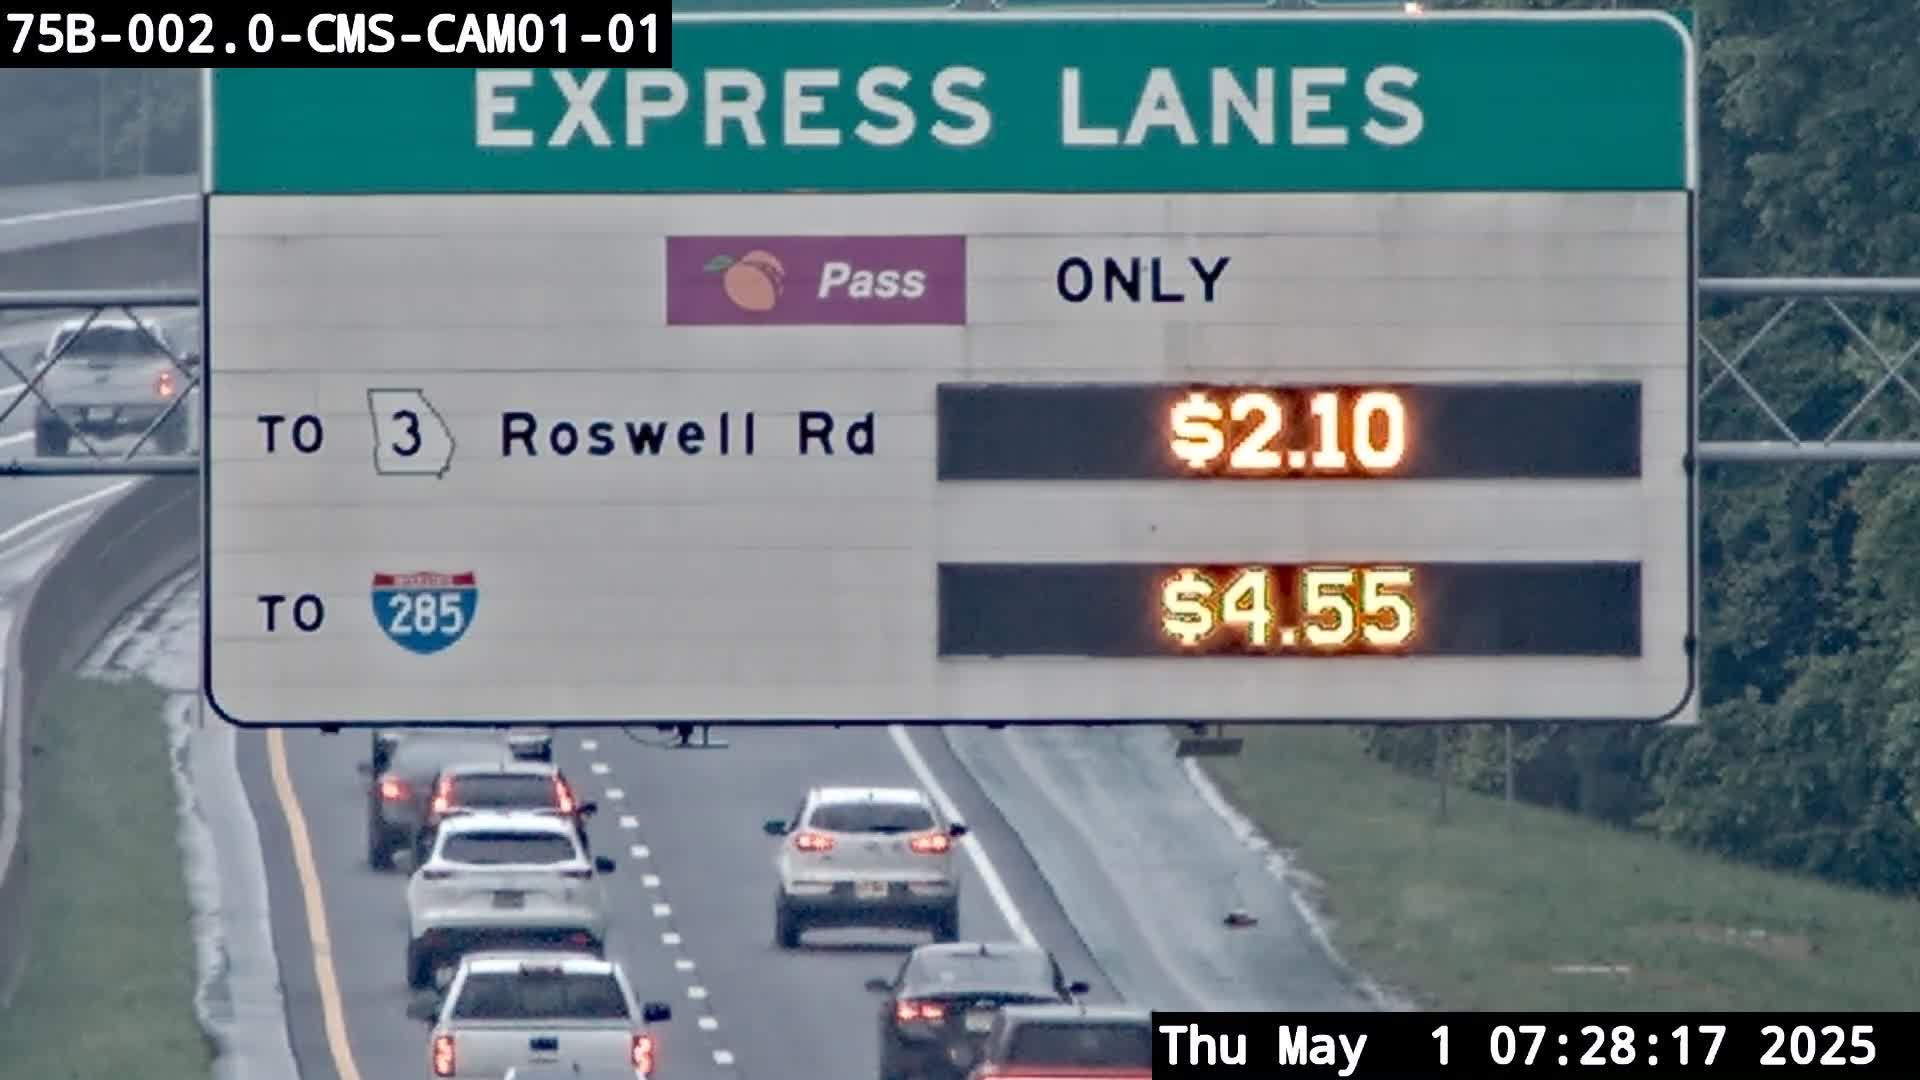 75B-002.0-CMS-CAM01-01
EXPRESS LANES
Pass ONLY
TO 3 Roswell Rd $2.10
TO 285 $4.55
Thu May 1 07:28:17 2025